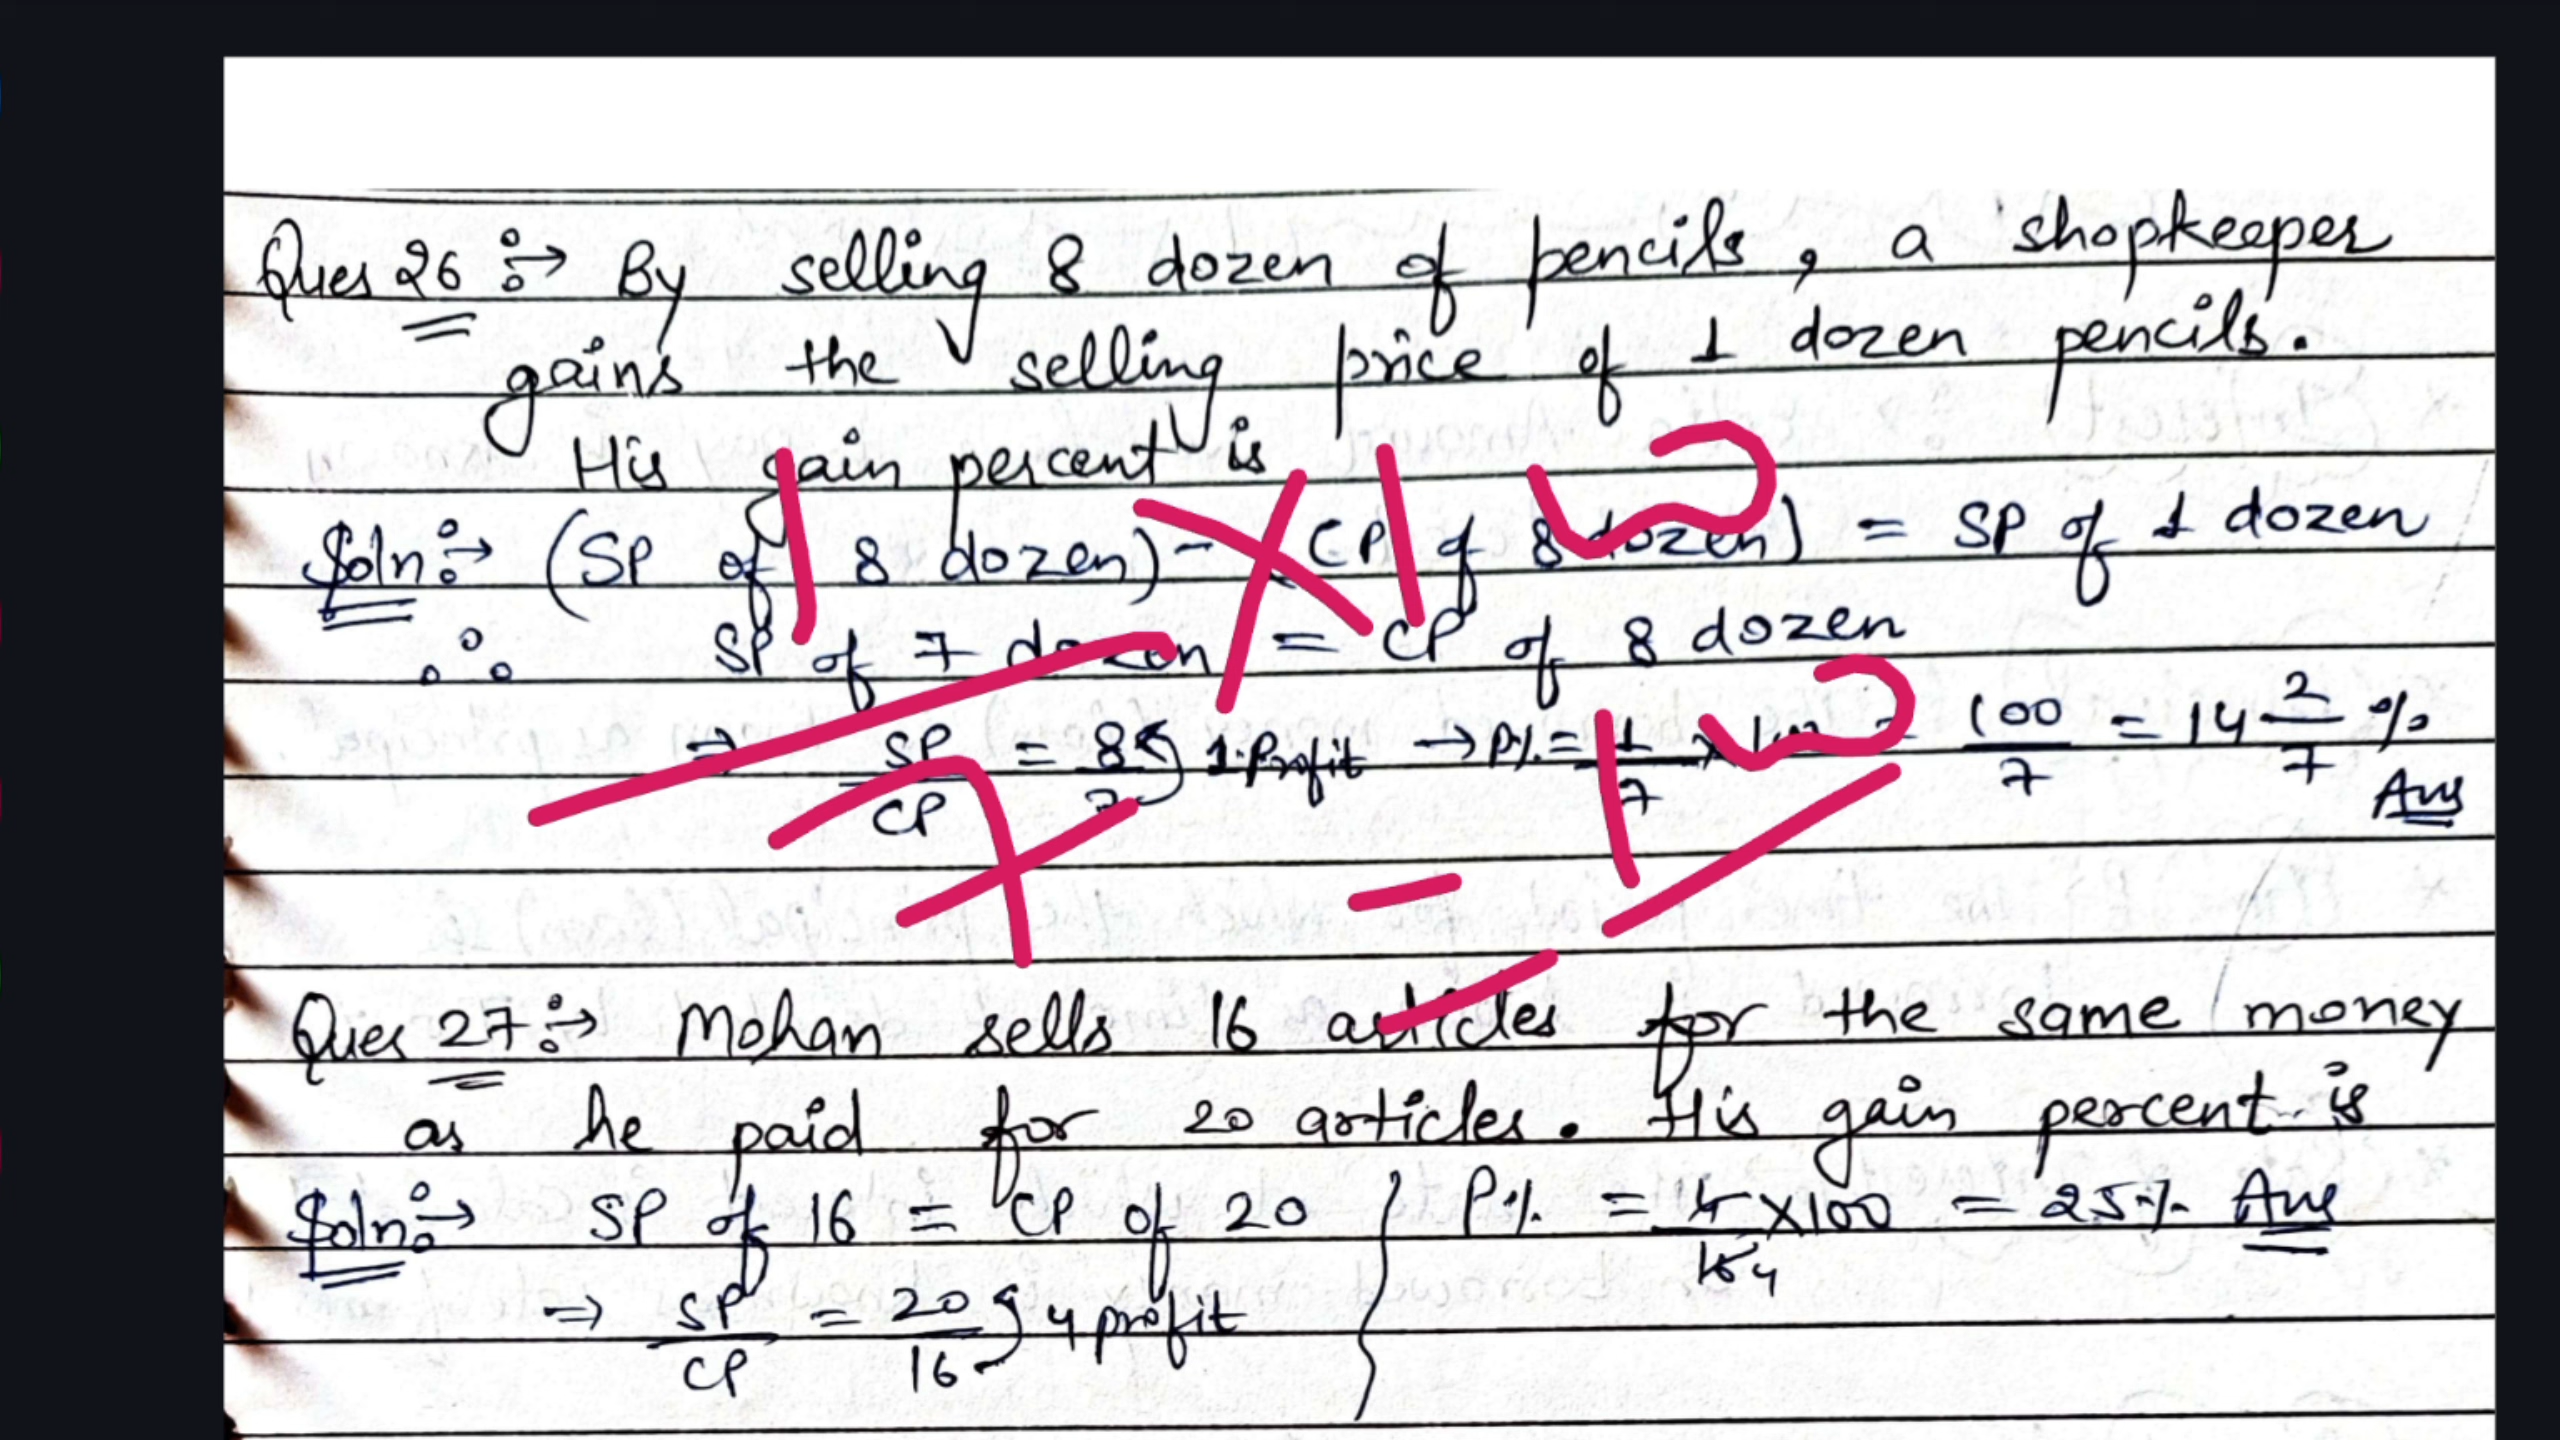 Ques 26 :→ By selling 8 dozen of pencils, a shopkeeper
gains the selling price of 1 dozen pencils.
His gain percent is
Soln :→ (SP of 8 dozen) - (CP of 8 dozen) = SP of 1 dozen
∴ SP of 7 dozen = CP of 8 dozen
⇒ SP/CP = 8/7 1 Profit → P% = 1/7 × 100 = 100/7 = 14 2/7 % Ans
1/7 × 100 = 100
Ques 27 :→ Mohan sells 16 articles for the same money
as he paid for 20 articles. His gain percent is
Soln :→ SP of 16 = CP of 20
⇒ SP/CP = 20/16 4 profit
P% = 4/16 4 × 100 = 25% Ans